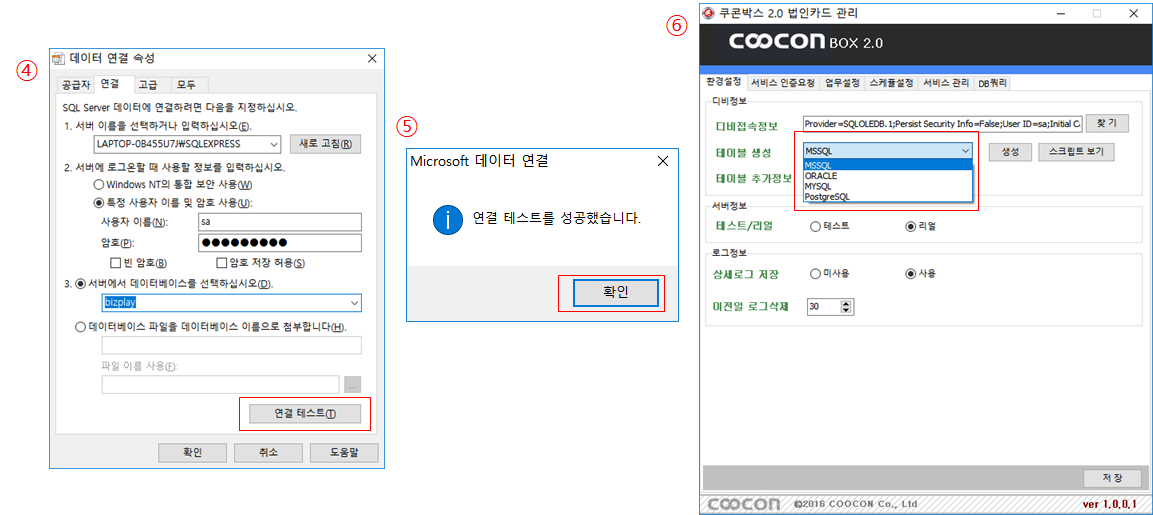 ④
데이터 연결 속성
공급자 연결 고급 모두
SQL Server 데이터에 연결하려면 다음을 지정하십시오.
1. 서버 이름을 선택하거나 입력하십시오(E).
LAPTOP-0B455U7J₩SQLEXPRESS 새로 고침(R)
2. 서버에 로그온할 때 사용할 정보를 입력하십시오.
Windows NT의 통합 보안 사용(W)
특정 사용자 이름 및 암호 사용(U):
사용자 이름(N): sa
암호(P): ●●●●●●●●●
빈 암호(B) 암호 저장 허용(S)
3. 서버에서 데이터베이스를 선택하십시오(D).
bizplay
데이터베이스 파일을 데이터베이스 이름으로 첨부합니다(H).
파일 이름 사용(F):
...
연결 테스트(T)
확인 취소 도움말
⑤
Microsoft 데이터 연결
연결 테스트를 성공했습니다.
확인
⑥
쿠콘박스 2.0 법인카드 관리
COOCON BOX 2.0
환경설정 서비스 인증요청 업무설정 스케쥴설정 서비스 관리 DB쿼리
디비정보
디비접속정보 Provider=SQLOLEDB.1;Persist Security Info=False;User ID=sa;Initial C 찾 기
테이블 생성 MSSQL 생성 스크립트 보기
MSSQL
ORACLE
테이블 추가정보
MYSQL
PostgreSQL
서버정보
테스트/리얼 테스트 리얼
로그정보
상세로그 저장 미사용 사용
이전일 로그삭제 30
저 장
COOCON ©2016 COOCON Co., Ltd ver 1.0.0.1